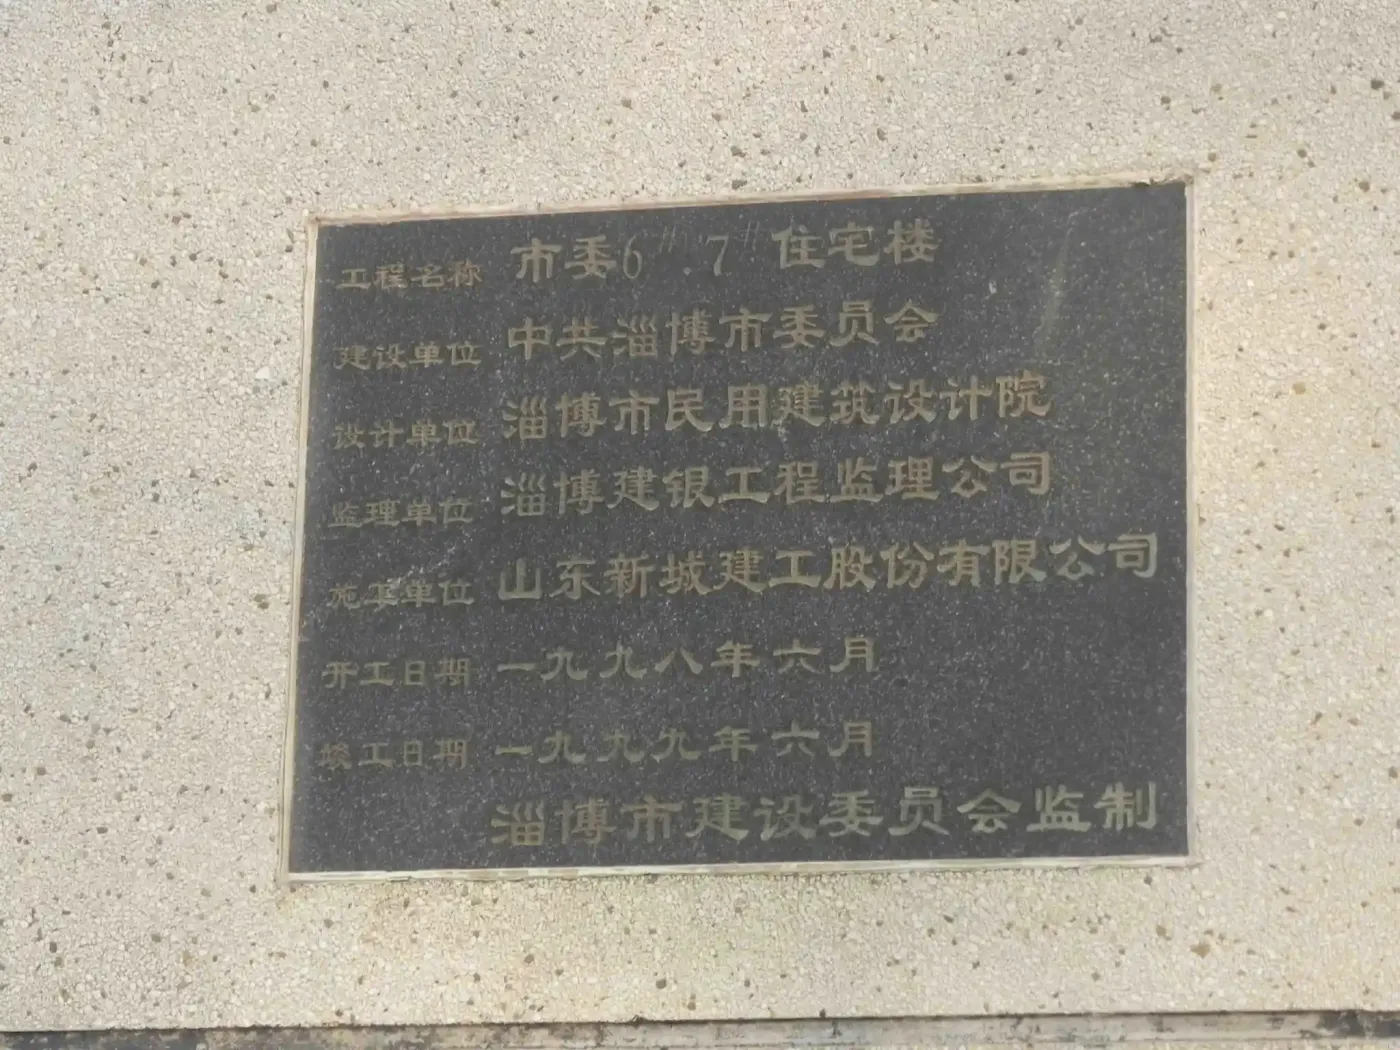 工程名称 市委6#.7#住宅楼
建设单位 中共淄博市委员会
设计单位 淄博市民用建筑设计院
监理单位 淄博建银工程监理公司
施工单位 山东新城建工股份有限公司
开工日期 一九九八年六月
竣工日期 一九九九年六月
淄博市建设委员会监制